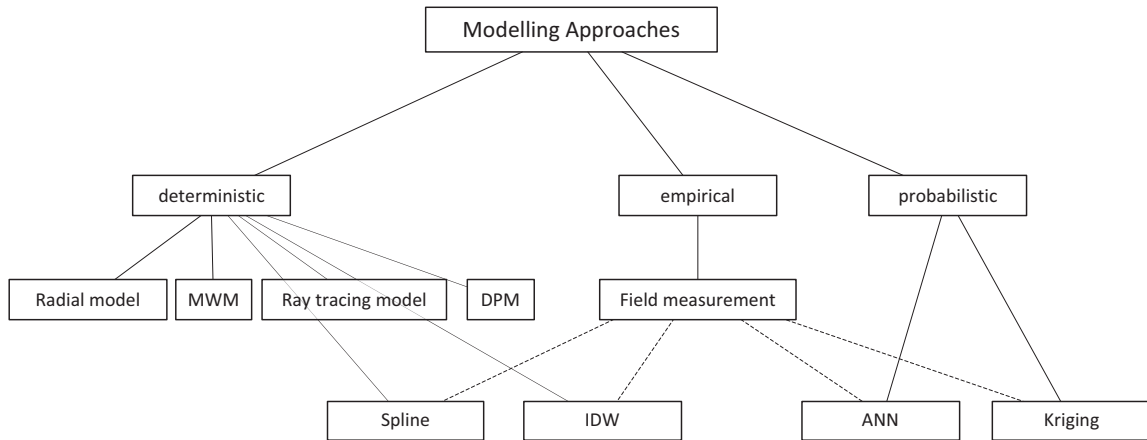 Modelling Approaches
deterministic
empirical
probabilistic
Radial model
MWM
Ray tracing model
DPM
Field measurement
Spline
IDW
ANN
Kriging